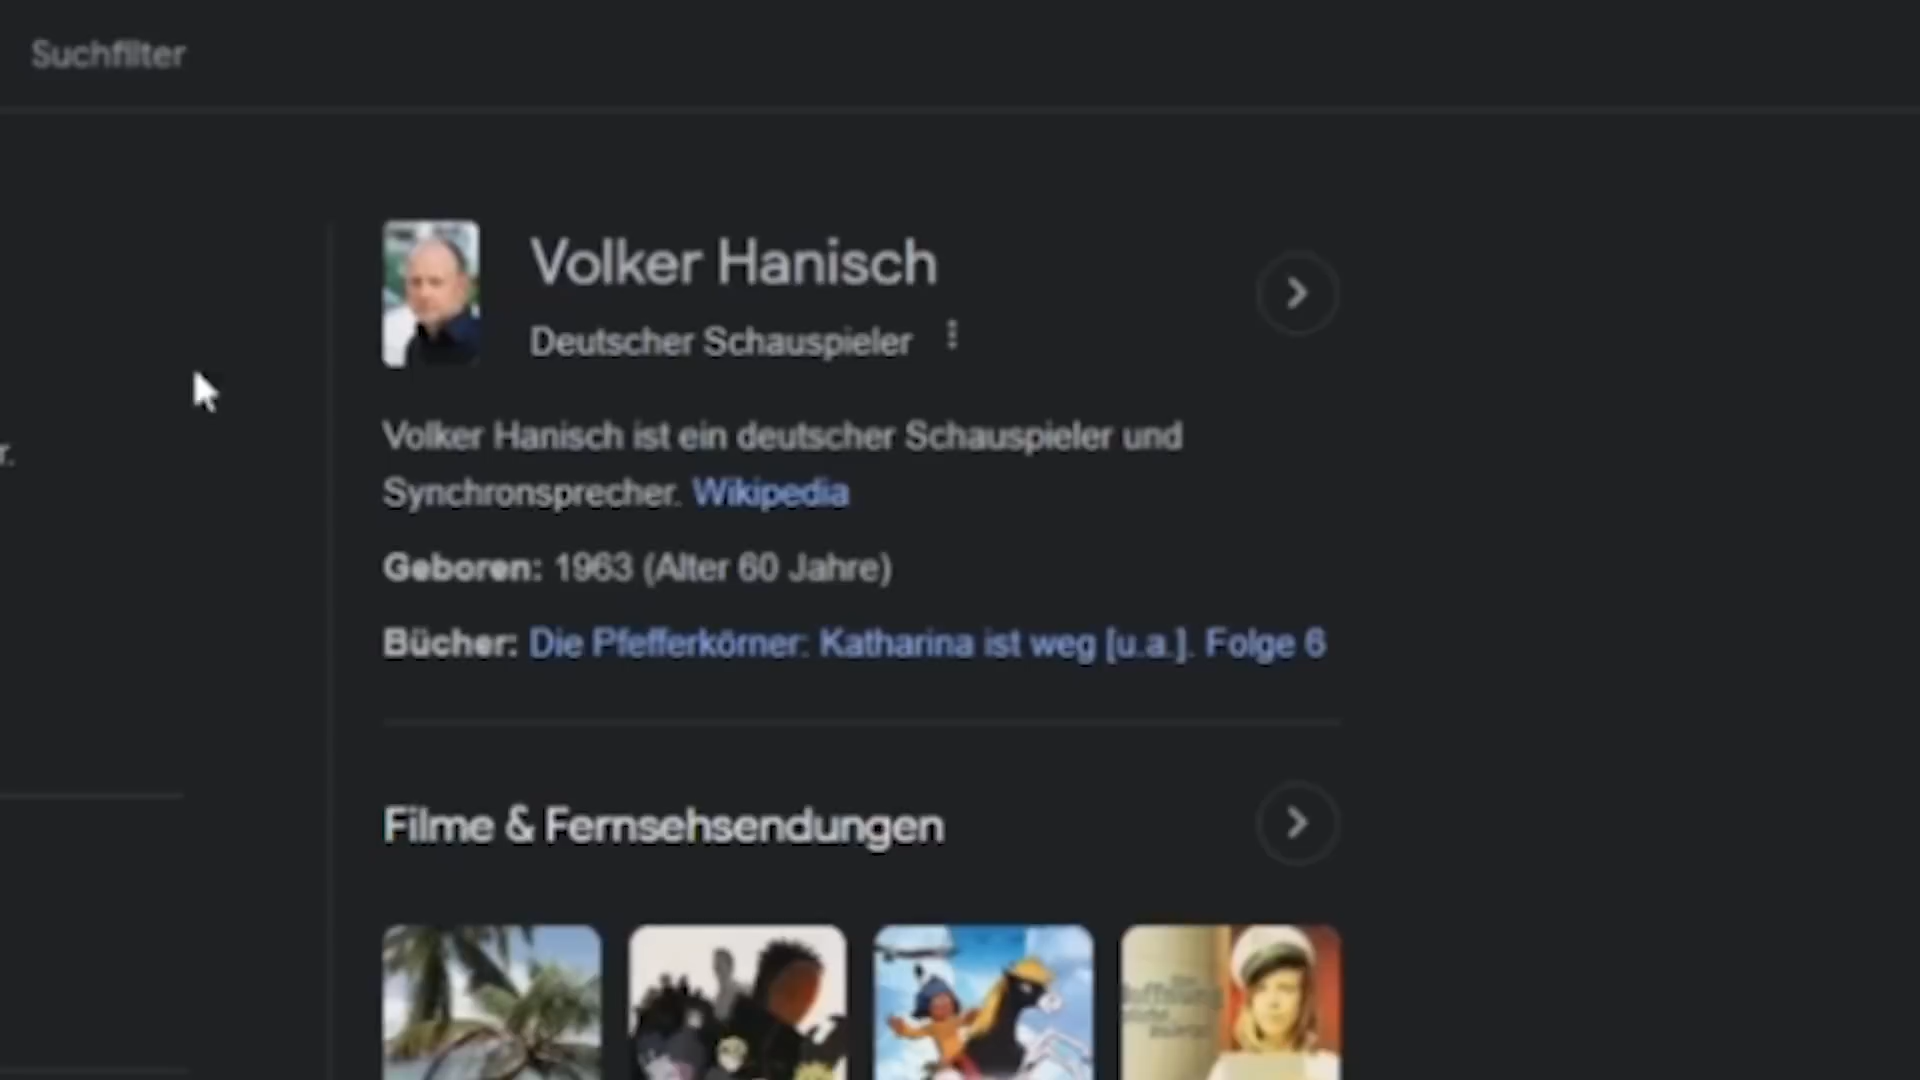 Suchfilter
Volker Hanisch
Deutscher Schauspieler
r.
Volker Hanisch ist ein deutscher Schauspieler und
Synchronsprecher. Wikipedia
Geboren: 1963 (Alter 60 Jahre)
Bücher: Die Pfefferkörner: Katharina ist weg [u.a.]. Folge 6
Filme & Fernsehsendungen